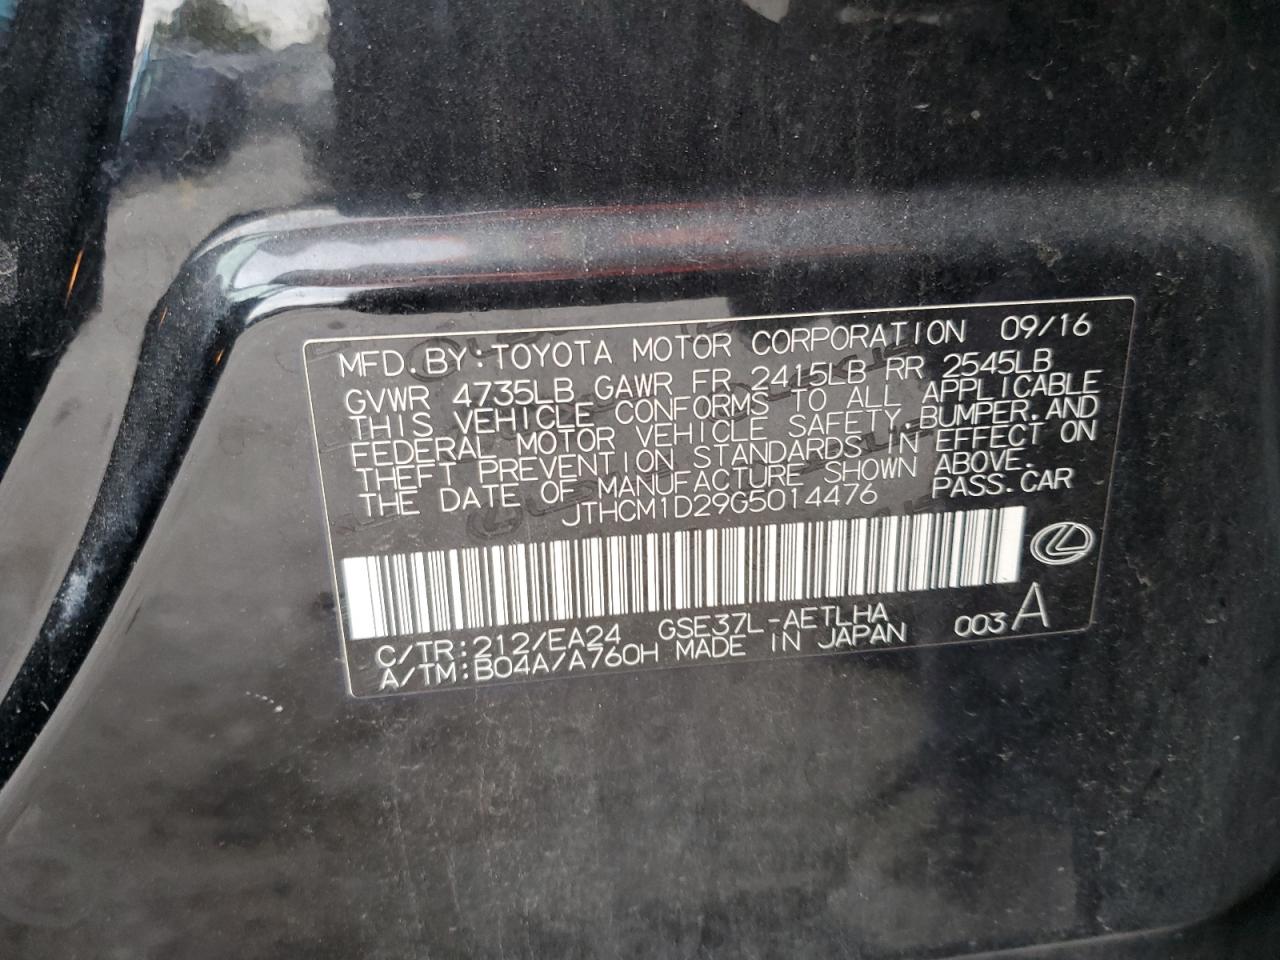 MFD. BY: TOYOTA MOTOR CORPORATION 09/16
GVWR 4735LB GAWR FR 2415LB RR 2545LB
THIS VEHICLE CONFORMS TO ALL APPLICABLE
FEDERAL MOTOR VEHICLE SAFETY, BUMPER, AND
THEFT PREVENTION STANDARDS IN EFFECT ON
THE DATE OF MANUFACTURE SHOWN ABOVE.
JTHCM1D29G5014476 PASS. CAR
C/TR: 212/EA24 GSE37L-AETLHA 003 A
A/TM: B04A/A760H MADE IN JAPAN